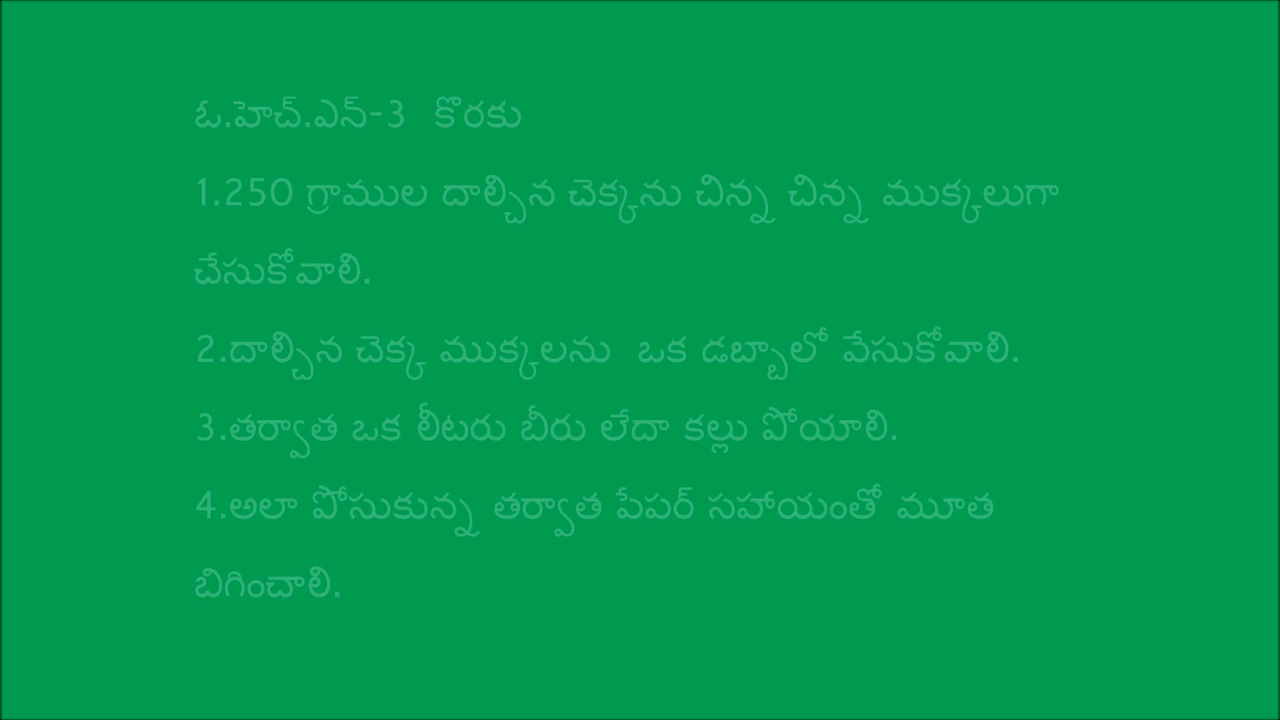 ఓ.హెచ్.ఎన్-3 కొరకు
1.250 గ్రాముల దాల్చిన చెక్కను చిన్న చిన్న ముక్కలుగా
చేసుకోవాలి.
2.దాల్చిన చెక్క ముక్కలను ఒక డబ్బాలో వేసుకోవాలి.
3.తర్వాత ఒక లీటరు బీరు లేదా కల్లు పోయాలి.
4.అలా పోసుకున్న తర్వాత పేపర్ సహాయంతో మూత
బిగించాలి.